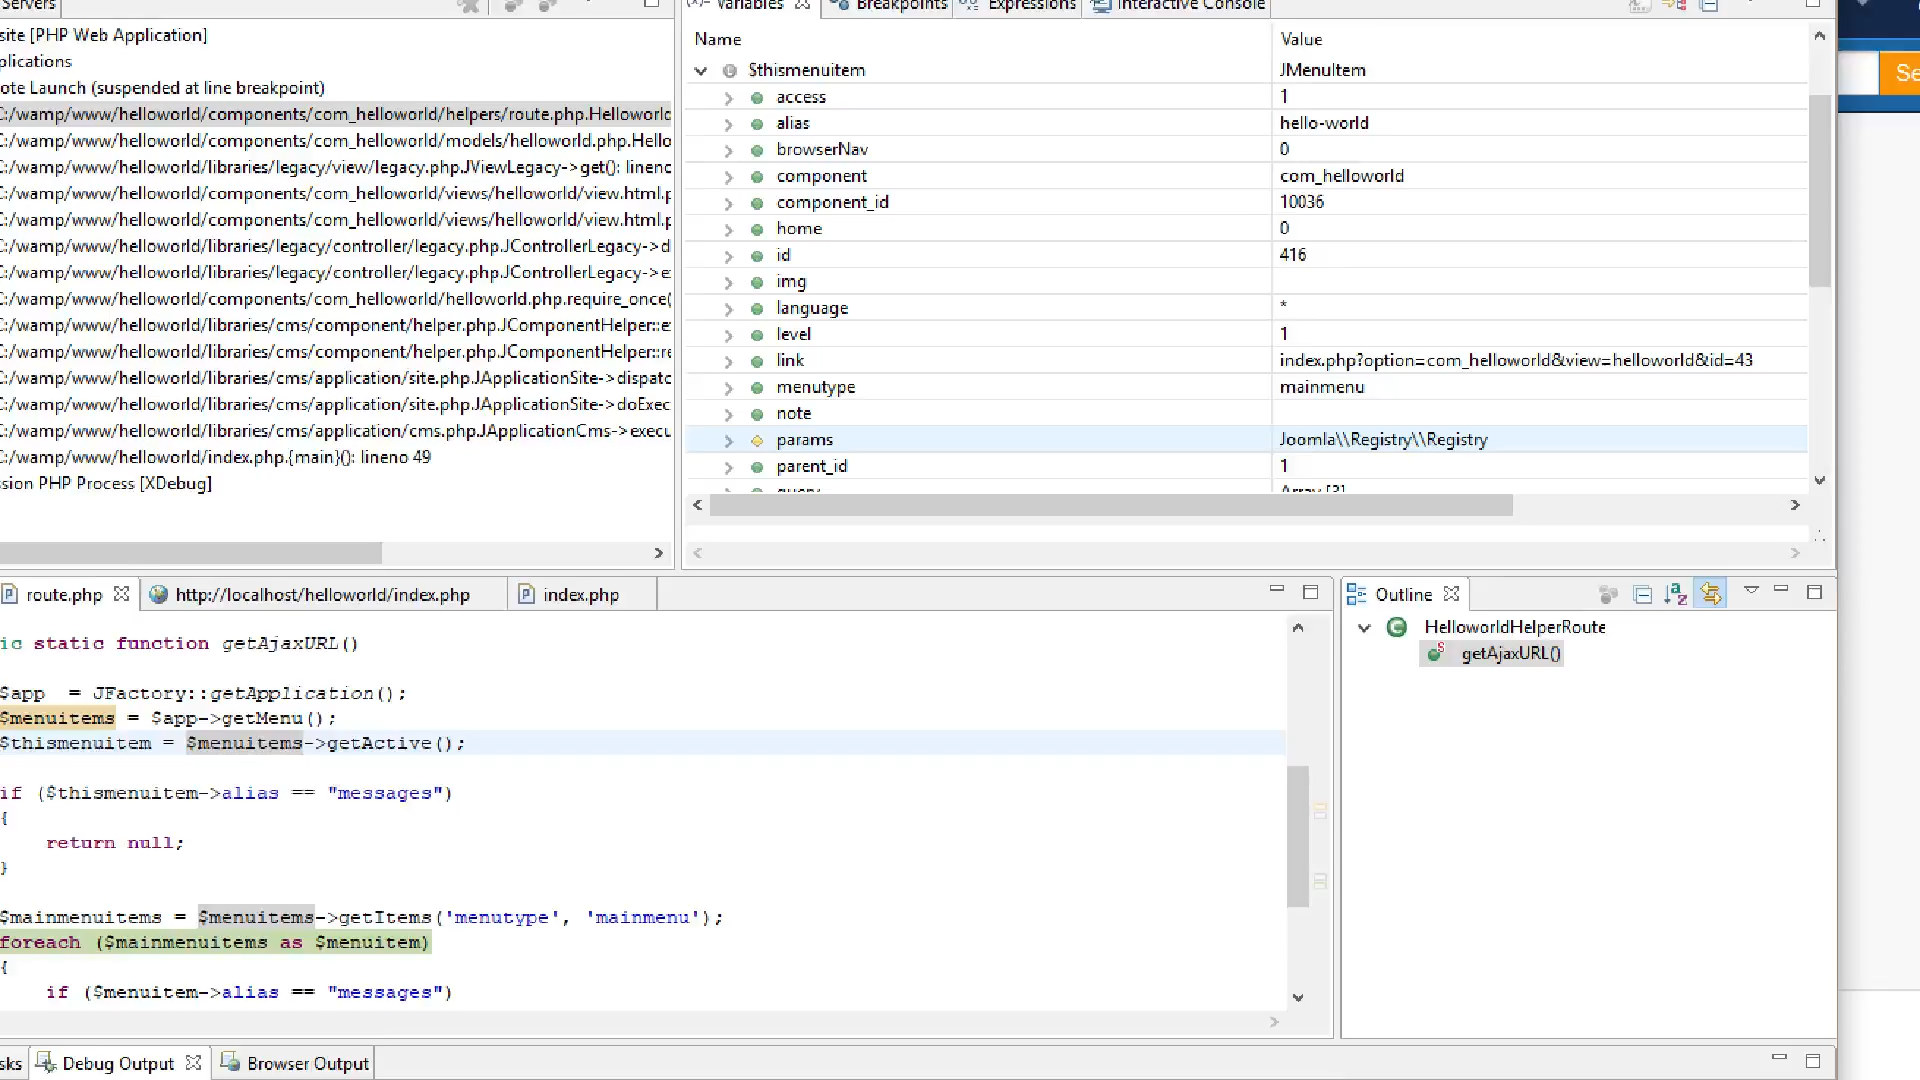 Servers
site [PHP Web Application]
plications
ote Launch (suspended at line breakpoint)
C:/wamp/www/helloworld/components/com_helloworld/helpers/route.php.Helloworld
C:/wamp/www/helloworld/components/com_helloworld/models/helloworld.php.Hello
C:/wamp/www/helloworld/libraries/legacy/view/legacy.php.JViewLegacy->get(): lineno
C:/wamp/www/helloworld/components/com_helloworld/views/helloworld/view.html.p
C:/wamp/www/helloworld/components/com_helloworld/views/helloworld/view.html.p
C:/wamp/www/helloworld/libraries/legacy/controller/legacy.php.JControllerLegacy->d
C:/wamp/www/helloworld/libraries/legacy/controller/legacy.php.JControllerLegacy->e
C:/wamp/www/helloworld/components/com_helloworld/helloworld.php.require_once(
C:/wamp/www/helloworld/libraries/cms/component/helper.php.JComponentHelper::e
C:/wamp/www/helloworld/libraries/cms/component/helper.php.JComponentHelper::re
C:/wamp/www/helloworld/libraries/cms/application/site.php.JApplicationSite->dispatc
C:/wamp/www/helloworld/libraries/cms/application/site.php.JApplicationSite->doExec
C:/wamp/www/helloworld/libraries/cms/application/cms.php.JApplicationCms->execu
C:/wamp/www/helloworld/index.php.{main}(): lineno 49
sion PHP Process [XDebug]
Variables Breakpoints Expressions Interactive Console
Name Value
$thismenuitem JMenuItem
access 1
alias hello-world
browserNav 0
component com_helloworld
component_id 10036
home 0
id 416
img
language *
level 1
link index.php?option=com_helloworld&view=helloworld&id=43
menutype mainmenu
note
params Joomla\\Registry\\Registry
parent_id 1
query Array [3]
Se
route.php http://localhost/helloworld/index.php index.php
ic static function getAjaxURL()
$app = JFactory::getApplication();
$menuitems = $app->getMenu();
$thismenuitem = $menuitems->getActive();
if ($thismenuitem->alias == "messages")
{
return null;
}
$mainmenuitems = $menuitems->getItems('menutype', 'mainmenu');
foreach ($mainmenuitems as $menuitem)
{
if ($menuitem->alias == "messages")
Outline
HelloworldHelperRoute
getAjaxURL()
sks Debug Output Browser Output